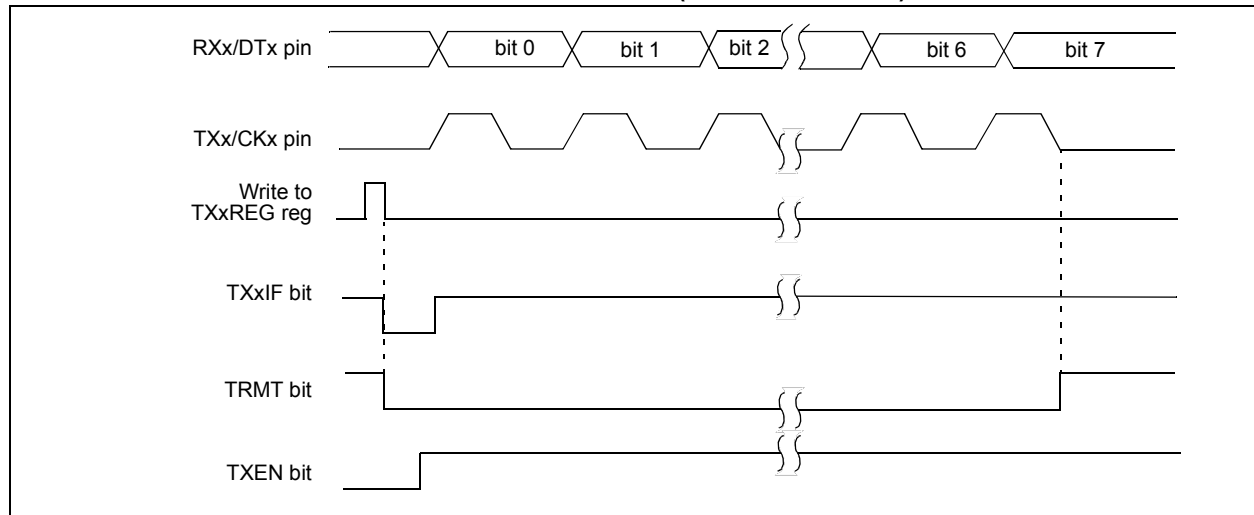 RXx/DTx pin
bit 0
bit 1
bit 2
bit 6
bit 7
TXx/CKx pin
Write to
TXxREG reg
TXxIF bit
TRMT bit
TXEN bit